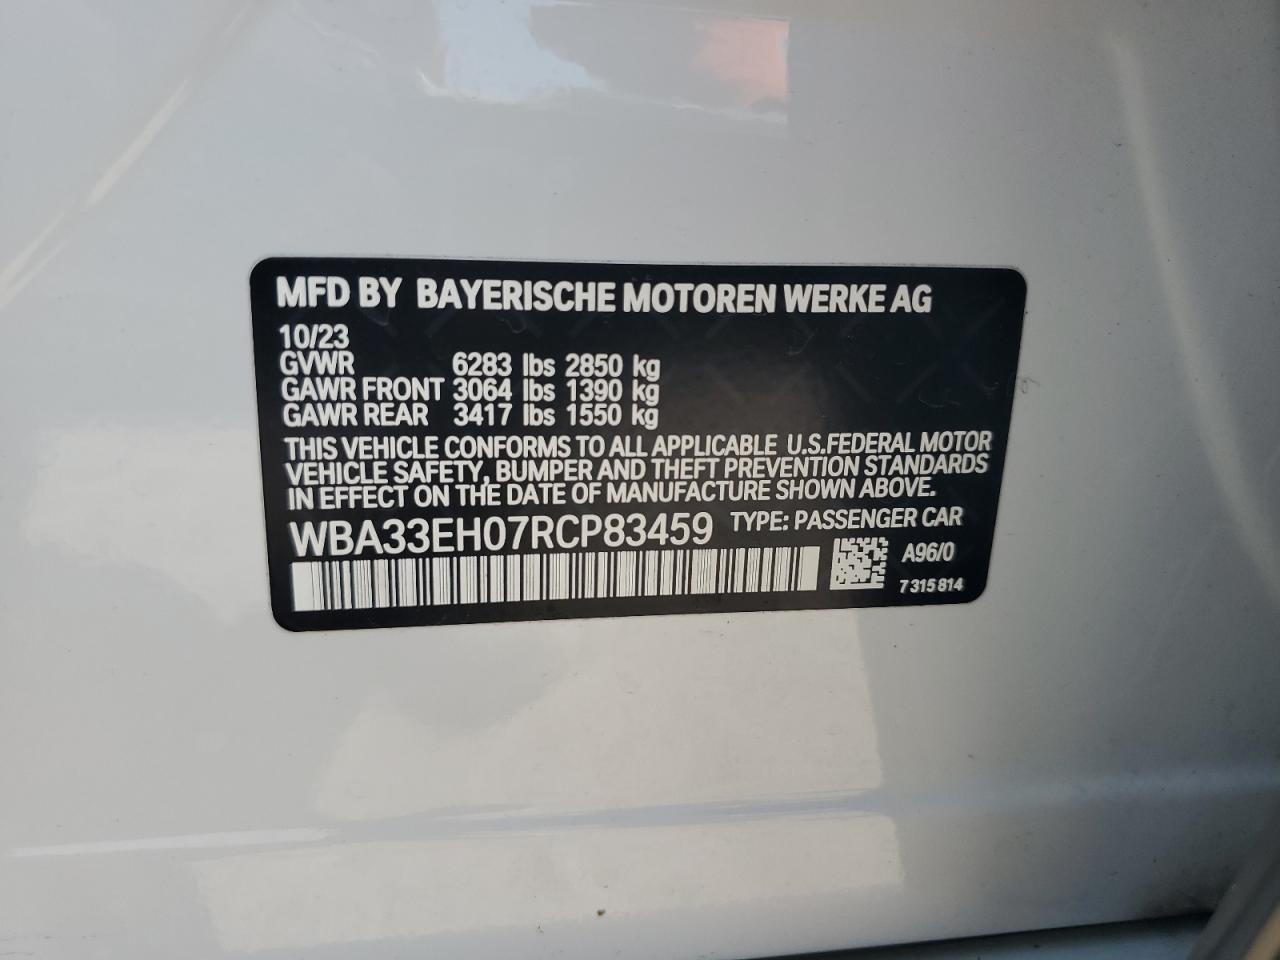 MFD BY BAYERISCHE MOTOREN WERKE AG
10/23
GVWR 6283 lbs 2850 kg
GAWR FRONT 3064 lbs 1390 kg
GAWR REAR 3417 lbs 1550 kg
THIS VEHICLE CONFORMS TO ALL APPLICABLE U.S.FEDERAL MOTOR
VEHICLE SAFETY, BUMPER AND THEFT PREVENTION STANDARDS
IN EFFECT ON THE DATE OF MANUFACTURE SHOWN ABOVE.
WBA33EH07RCP83459 TYPE: PASSENGER CAR
A96/0
7 315 814